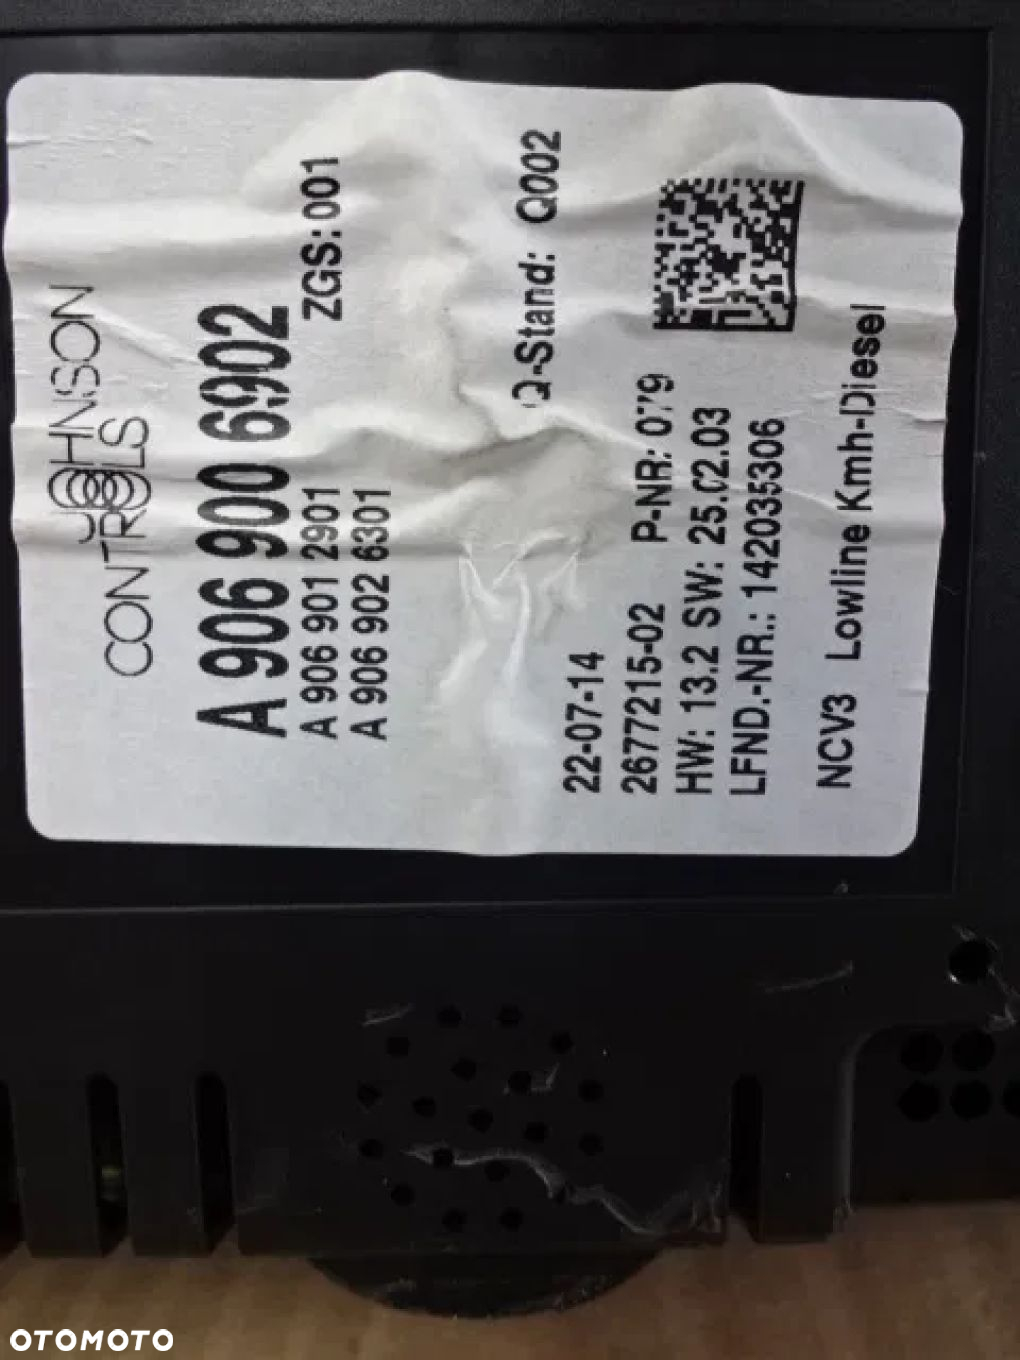 JOHNSON
CONTROLS
A 906 900 6902
A 906 901 2901 ZGS:001
A 906 902 6301
Q-Stand: Q002
22-07-14
2677215-02 P-NR: 079
HW: 13.2 SW: 25.02.03
LFND.-NR.: 142035306
NCV3 Lowline Kmh-Diesel
OTOMOTO